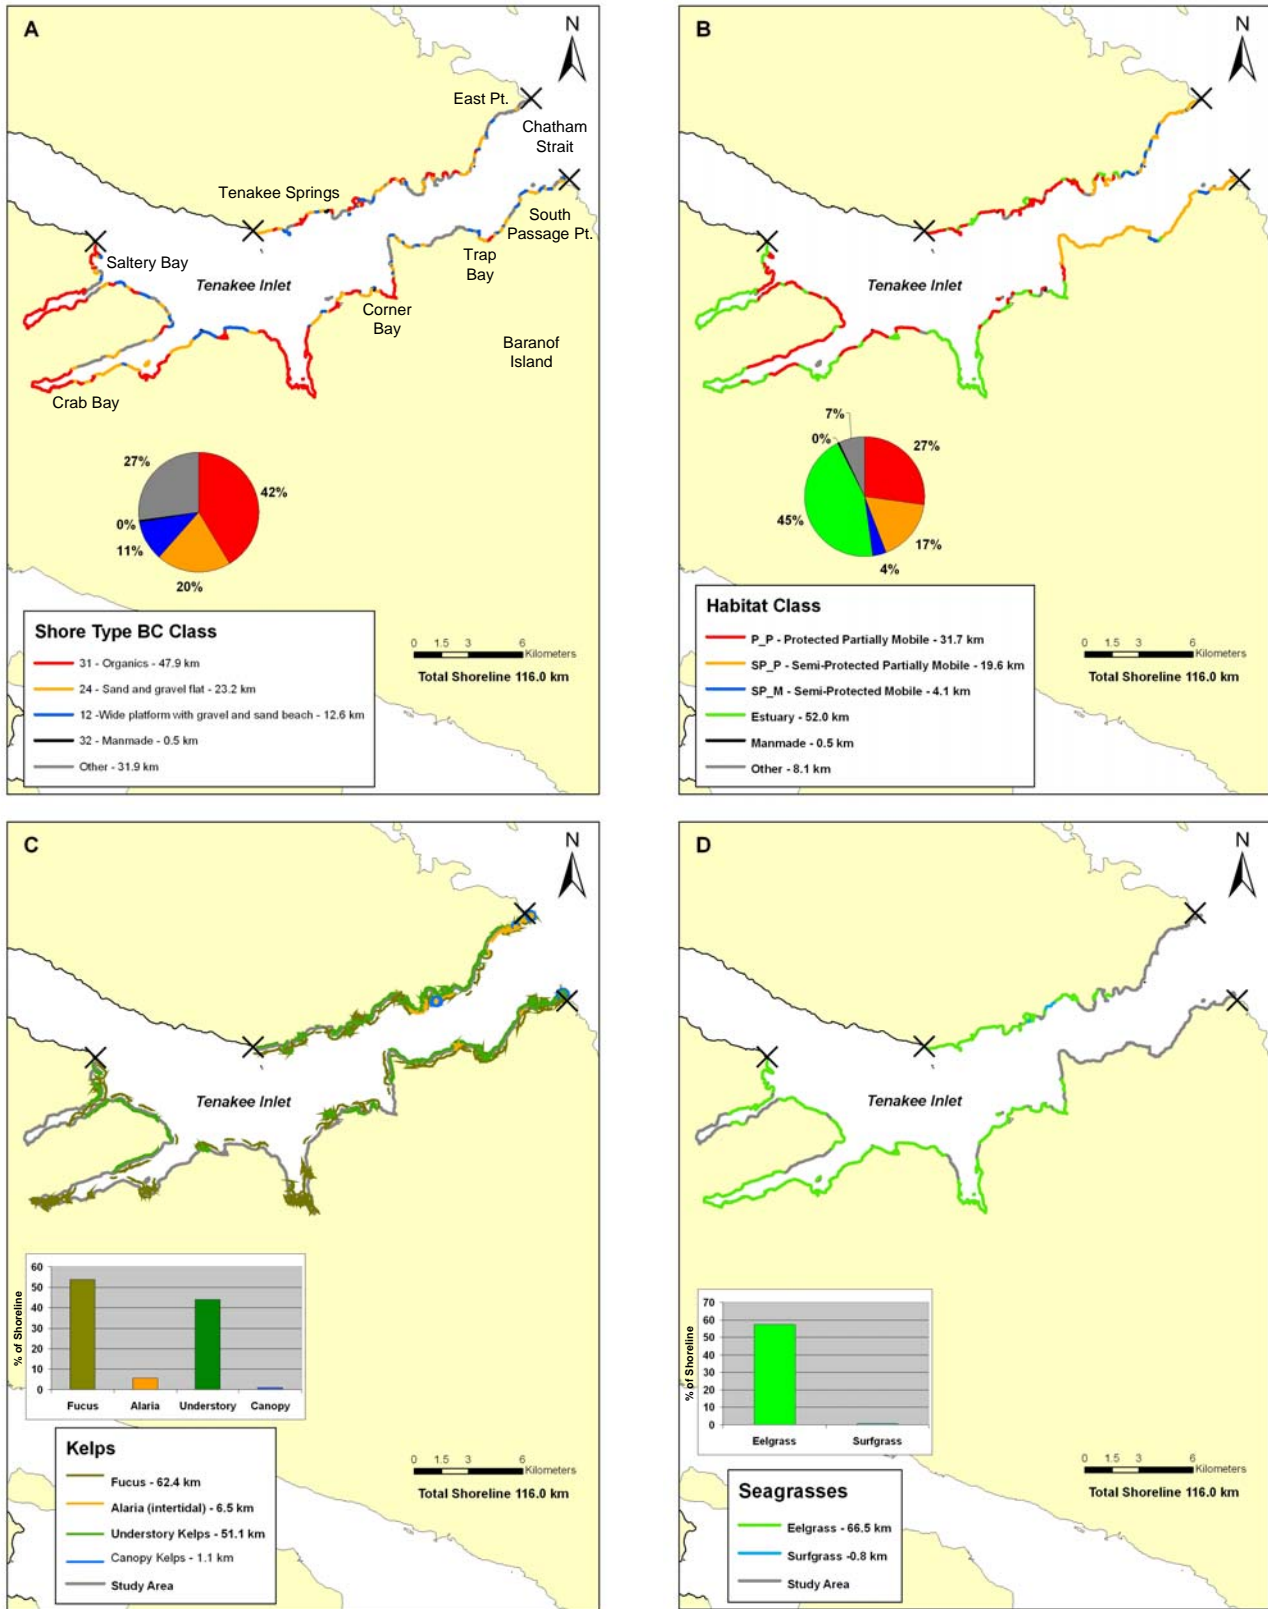 A
N
East Pt.
Chatham
Strait
Tenakee Springs
South
Passage Pt.
Saltery Bay
Trap
Bay
Tenakee Inlet
Corner
Bay
Baranof
Island
Crab Bay
27%
42%
0%
11%
20%
Shore Type BC Class
31 - Organics - 47.9 km
24 - Sand and gravel flat - 23.2 km
12 -Wide platform with gravel and sand beach - 12.6 km
32 - Manmade - 0.5 km
Other - 31.9 km
0 1.5 3 6
Kilometers
Total Shoreline 116.0 km
B
N
Tenakee Inlet
7%
0%
27%
45%
17%
4%
Habitat Class
P_P - Protected Partially Mobile - 31.7 km
SP_P - Semi-Protected Partially Mobile - 19.6 km
SP_M - Semi-Protected Mobile - 4.1 km
Estuary - 52.0 km
Manmade - 0.5 km
Other - 8.1 km
0 1.5 3 6
Kilometers
Total Shoreline 116.0 km
C
N
Tenakee Inlet
% of Shoreline
60
50
40
30
20
10
0
Fucus Alaria Understory Canopy
Kelps
Fucus - 62.4 km
Alaria (intertidal) - 6.5 km
Understory Kelps - 51.1 km
Canopy Kelps - 1.1 km
Study Area
0 1.5 3 6
Kilometers
Total Shoreline 116.0 km
D
N
Tenakee Inlet
% of Shoreline
70
60
50
40
30
20
10
0
Eelgrass Surfgrass
Seagrasses
Eelgrass - 66.5 km
Surfgrass -0.8 km
Study Area
0 1.5 3 6
Kilometers
Total Shoreline 116.0 km